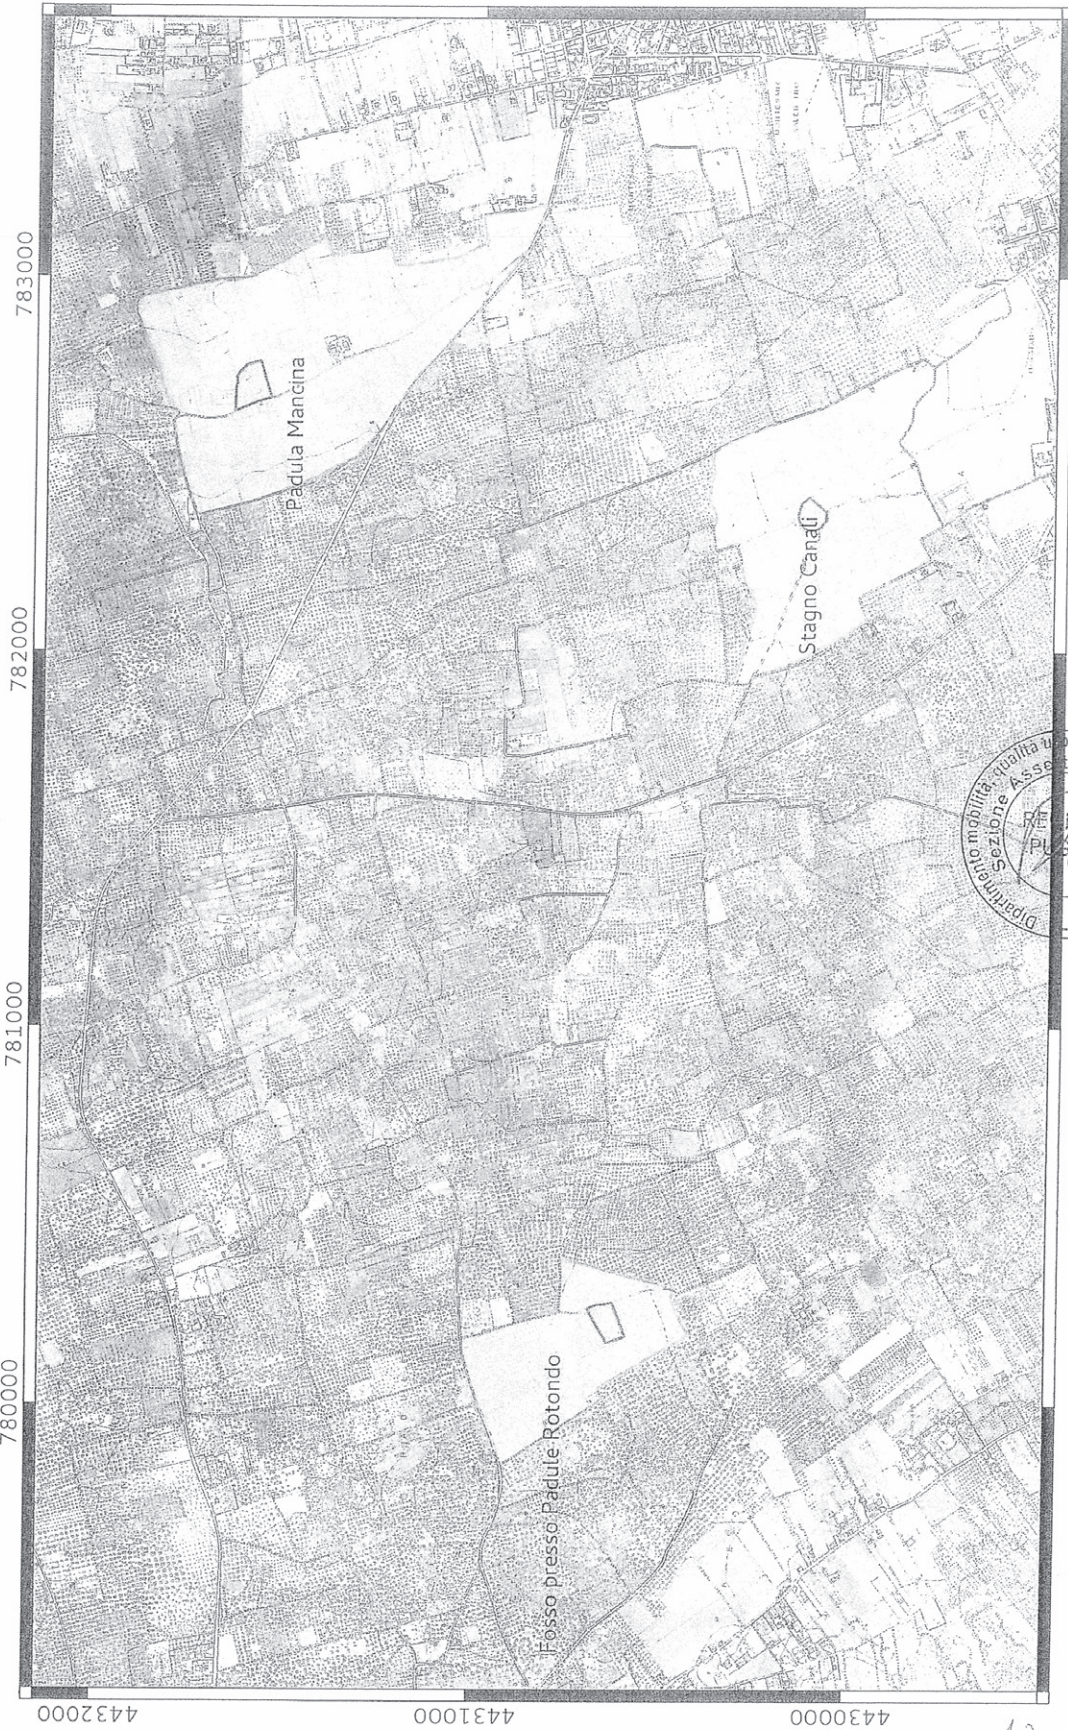 783000
782000
781000
780000
4432000
4431000
4430000
Padula Mancina
Stagno Canali
Fosso presso Padule Rotondo
Dipartimento mobilità, qualità
Sezione Asse